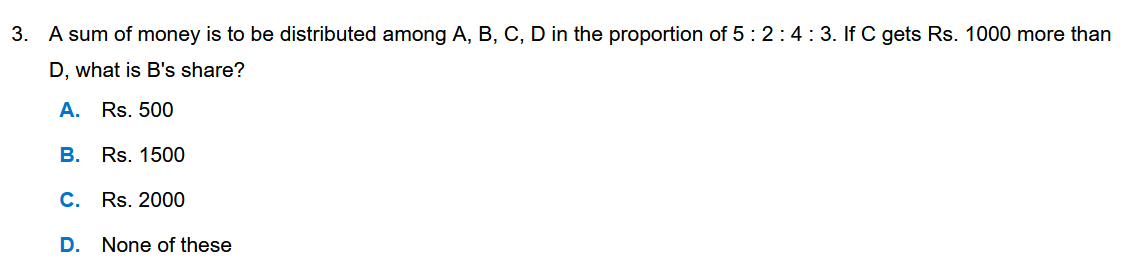 3. A sum of money is to be distributed among A, B, C, D in the proportion of 5 : 2 : 4 : 3. If C gets Rs. 1000 more than
D, what is B's share?
A. Rs. 500
B. Rs. 1500
C. Rs. 2000
D. None of these